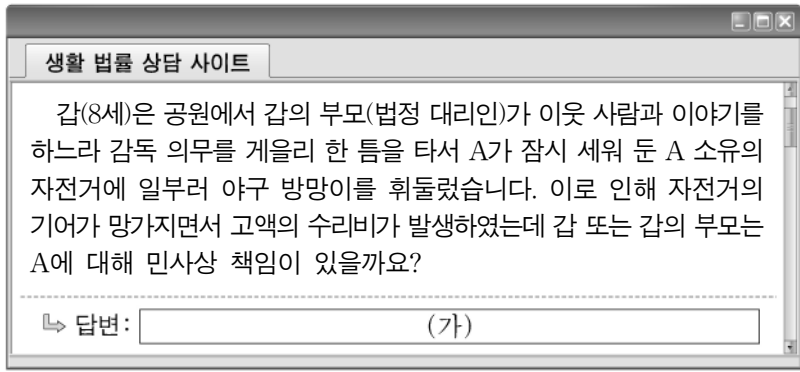 생활 법률 상담 사이트
갑(8세)은 공원에서 갑의 부모(법정 대리인)가 이웃 사람과 이야기를
하느라 감독 의무를 게을리 한 틈을 타서 A가 잠시 세워 둔 A 소유의
자전거에 일부러 야구 방망이를 휘둘렀습니다. 이로 인해 자전거의
기어가 망가지면서 고액의 수리비가 발생하였는데 갑 또는 갑의 부모는
A에 대해 민사상 책임이 있을까요?
답변: (가)